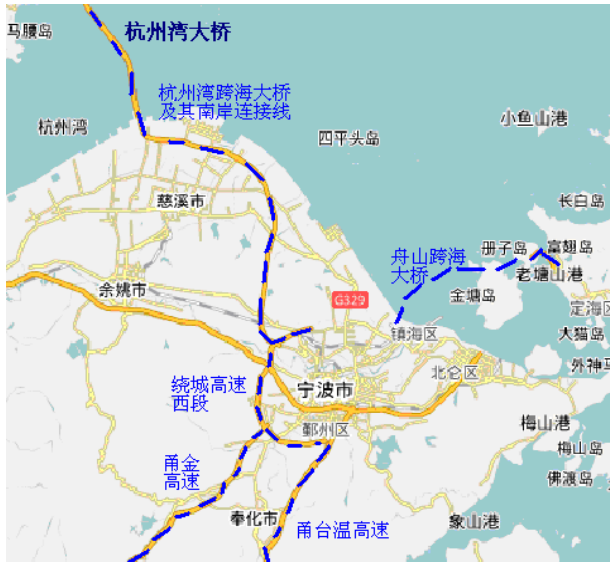 马腰岛
杭州湾大桥
杭州湾跨海大桥
及其南岸连接线
小鱼山港
杭州湾
四平头岛
慈溪市
长白岛
册子岛
富翅岛
舟山跨海
大桥
老塘山港
余姚市
金塘岛
G329
定海区
镇海区
大猫岛
外神马
北仑区
绕城高速
西段
宁波市
梅山港
鄞州区
梅山岛
甬金
高速
佛渡岛
奉化市
象山港
甬台温高速